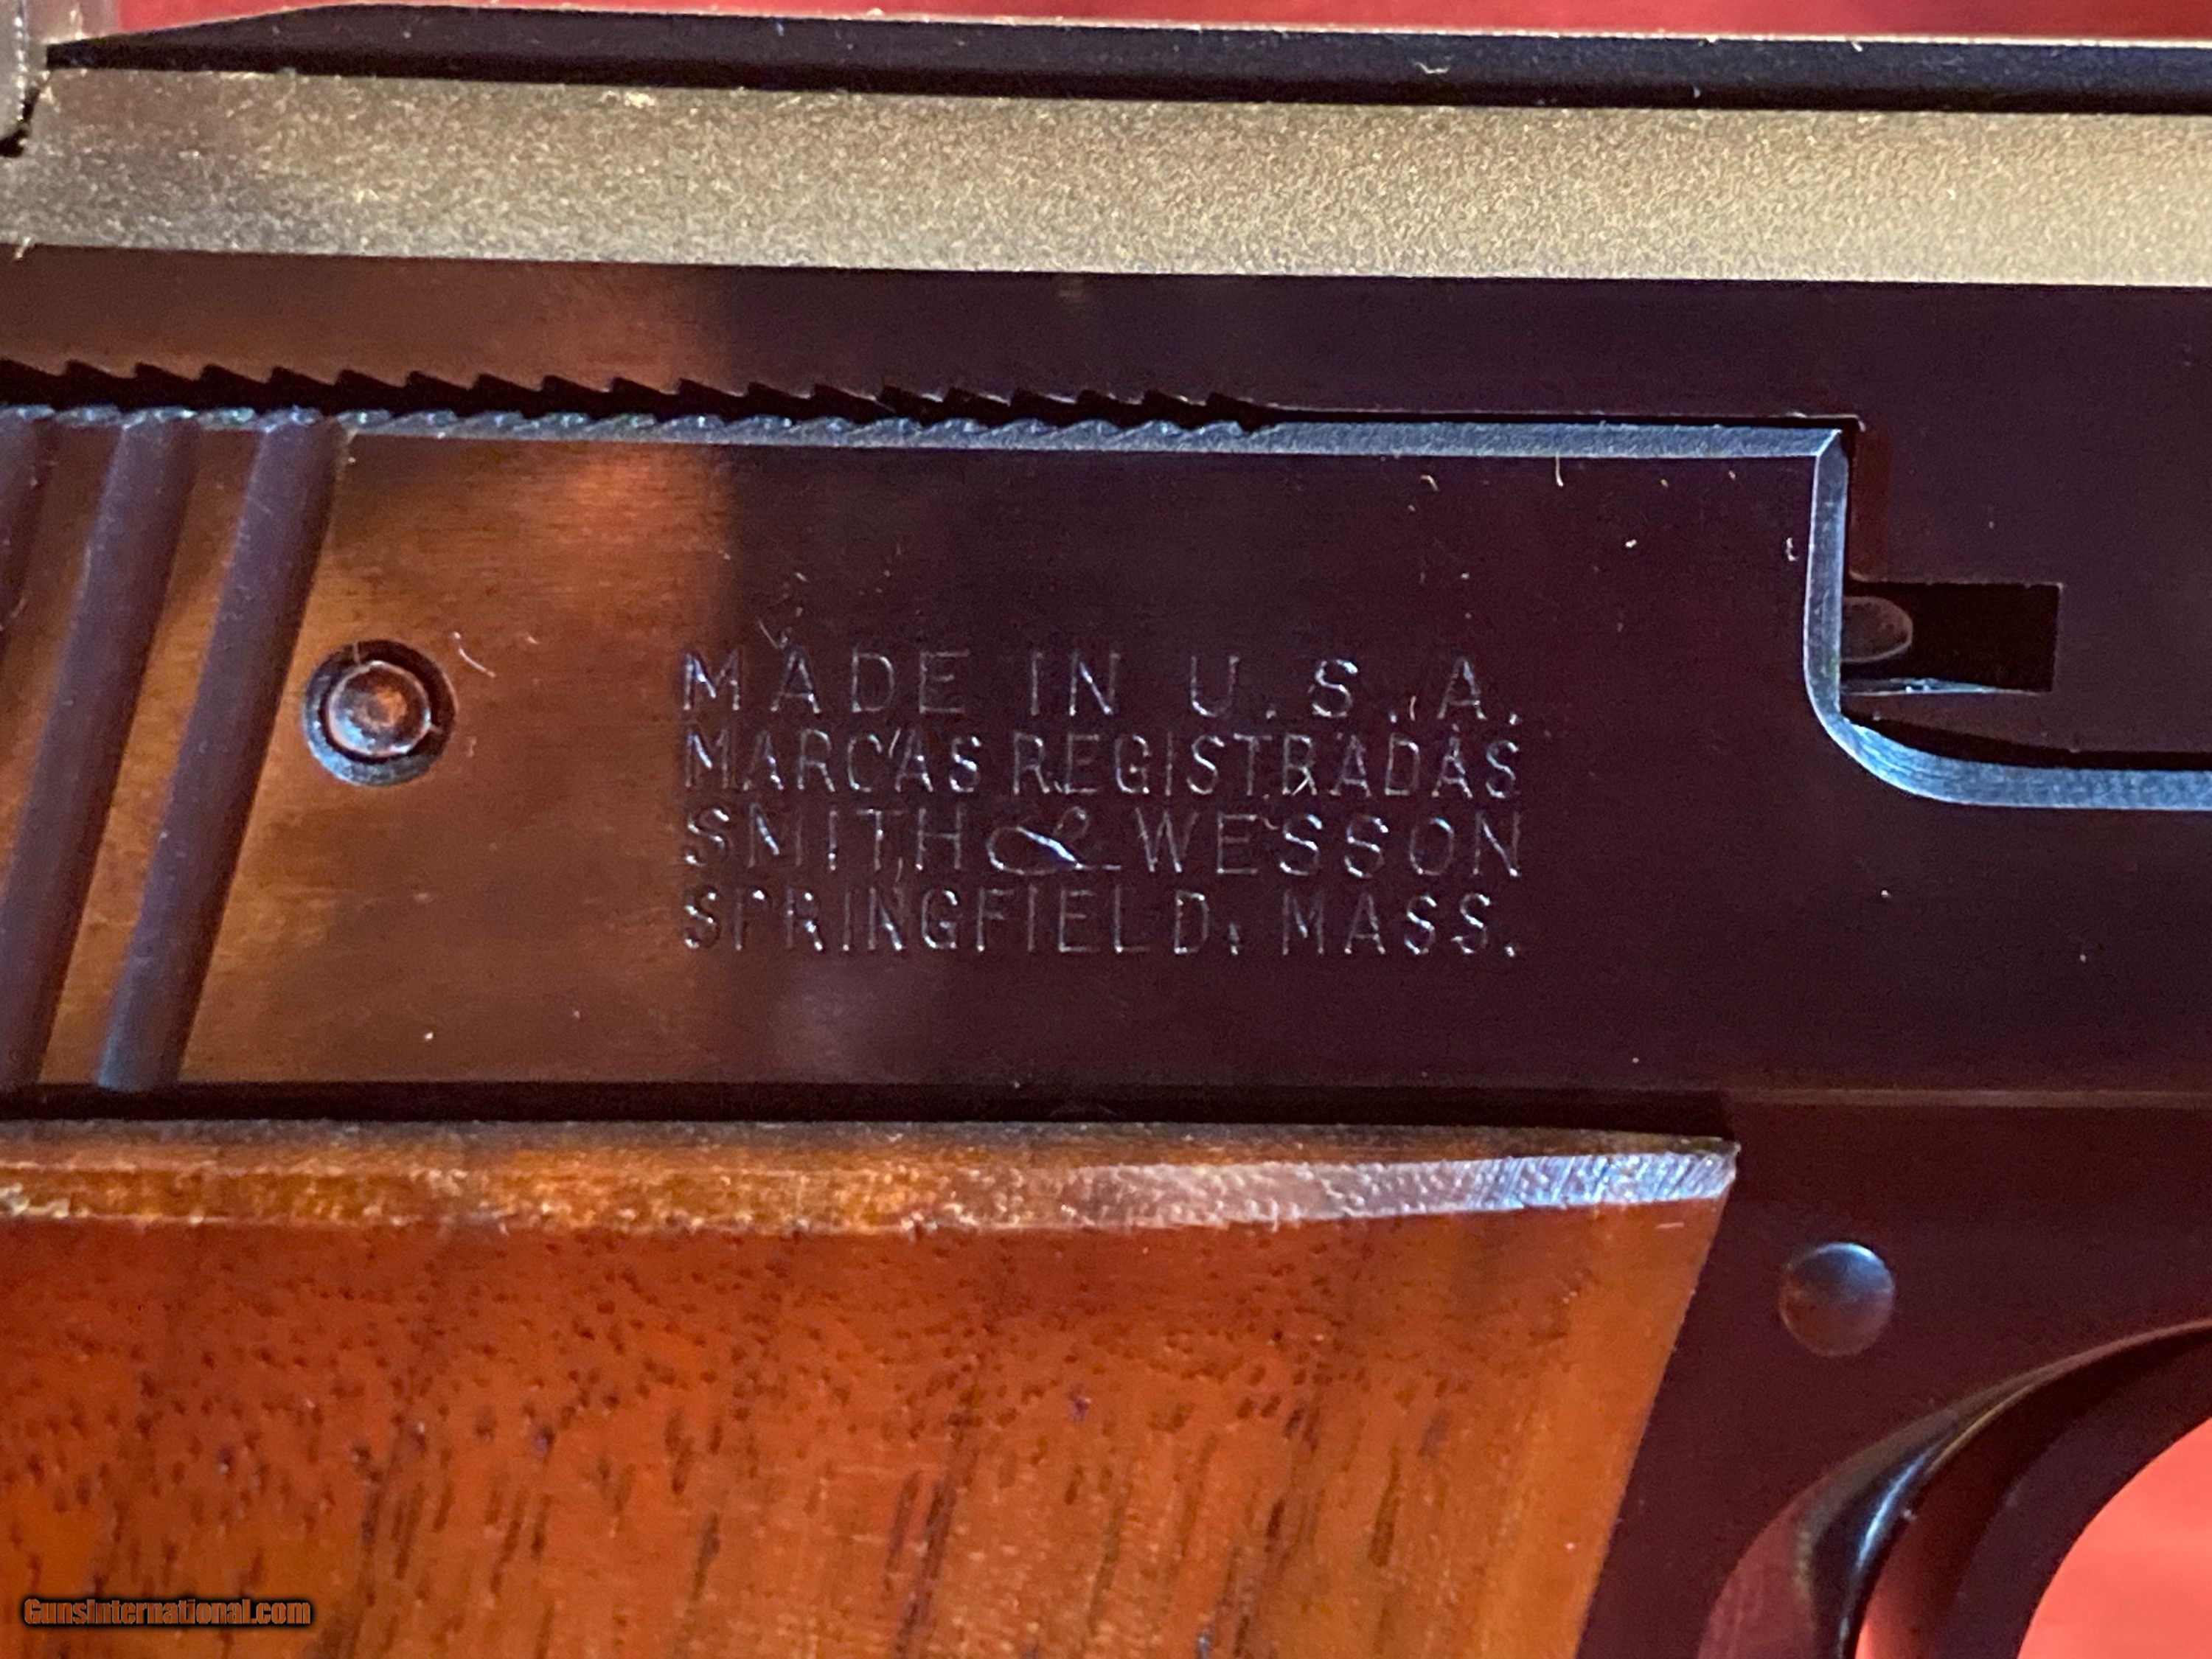 MADE IN U.S.A.
MARCAS REGISTRADAS
SMITH & WESSON
SPRINGFIELD, MASS.
GunsInternational.com